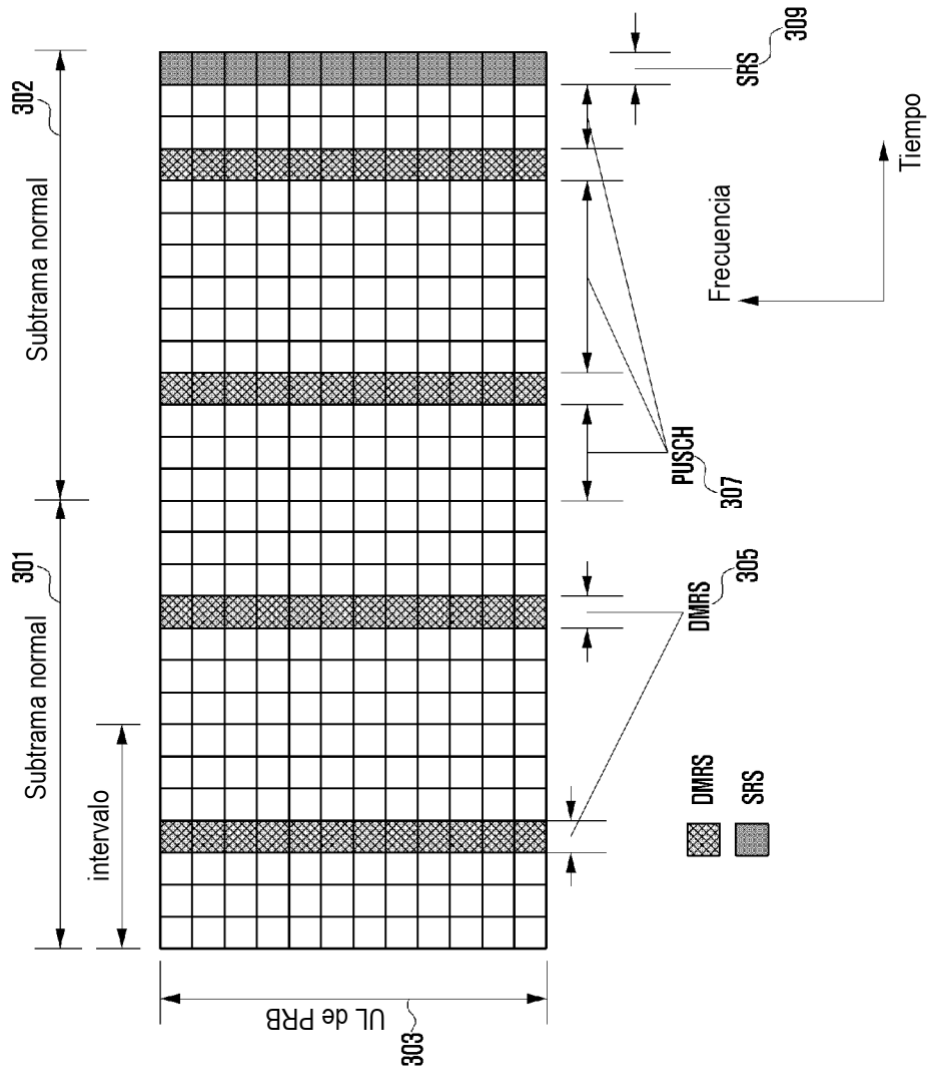 Subtrama normal
301
Subtrama normal
302
intervalo
UL de PRB
303
DMRS
305
PUSCH
307
SRS
309
Frecuencia
Tiempo
DMRS
SRS